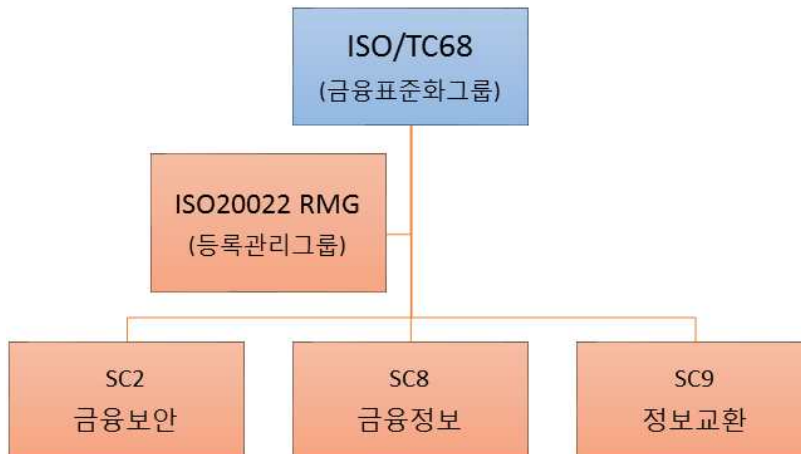 ISO/TC68
(금융표준화그룹)
ISO20022 RMG
(등록관리그룹)
SC2
금융보안
SC8
금융정보
SC9
정보교환